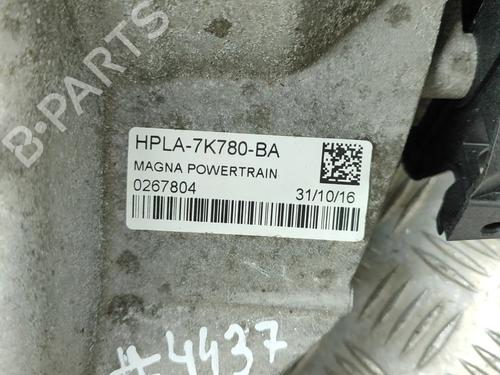 B-PARTS
HPLA-7K780-BA
MAGNA POWERTRAIN
0267804 31/10/16
#4437